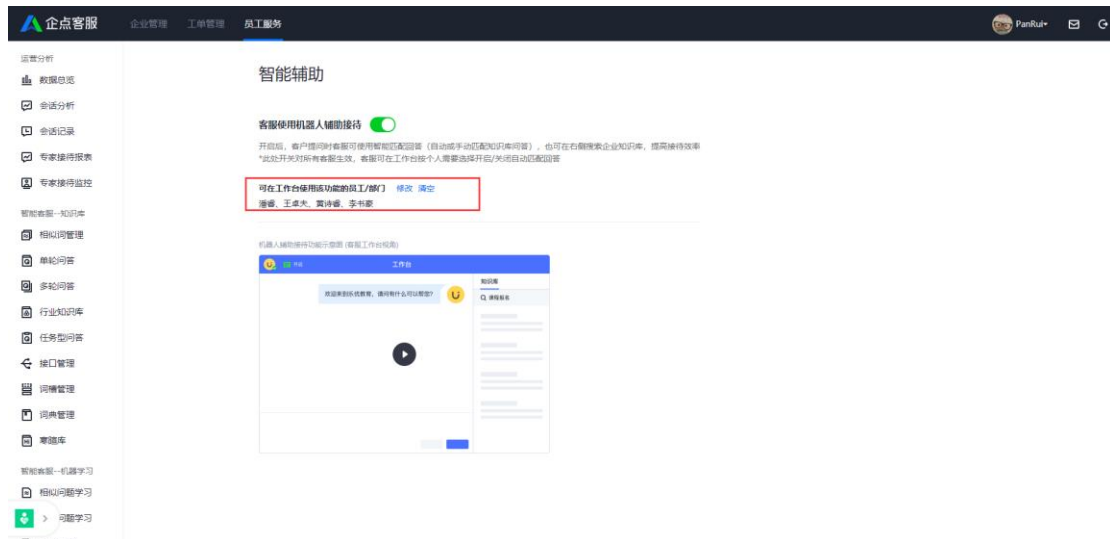 企点客服
企业管理 工单管理 员工服务
PanRui
运营分析
数据总览
会话分析
会话记录
专家接待报表
专家接待监控
智能客服--知识库
相似词管理
单轮问答
多轮问答
行业知识库
任务型问答
接口管理
词槽管理
词典管理
寒暄库
智能客服--机器学习
相似问题学习
问题学习
智能辅助
客服使用机器人辅助接待
开启后，客户提问时客服可使用智能匹配回答（自动或手动匹配知识库问答），也可在右侧搜索企业知识库，提高接待效率
*此处开关对所有客服生效，客服可在工作台按个人需要选择开启/关闭自动匹配回答
可在工作台使用该功能的员工/部门 修改 清空
潘睿、王卓夫、黄诗睿、李书豪
机器人辅助接待功能示意图 (客服工作台视角)
工作台
知识库
欢迎来到乐优教育，请问有什么可以帮您?
课程报名